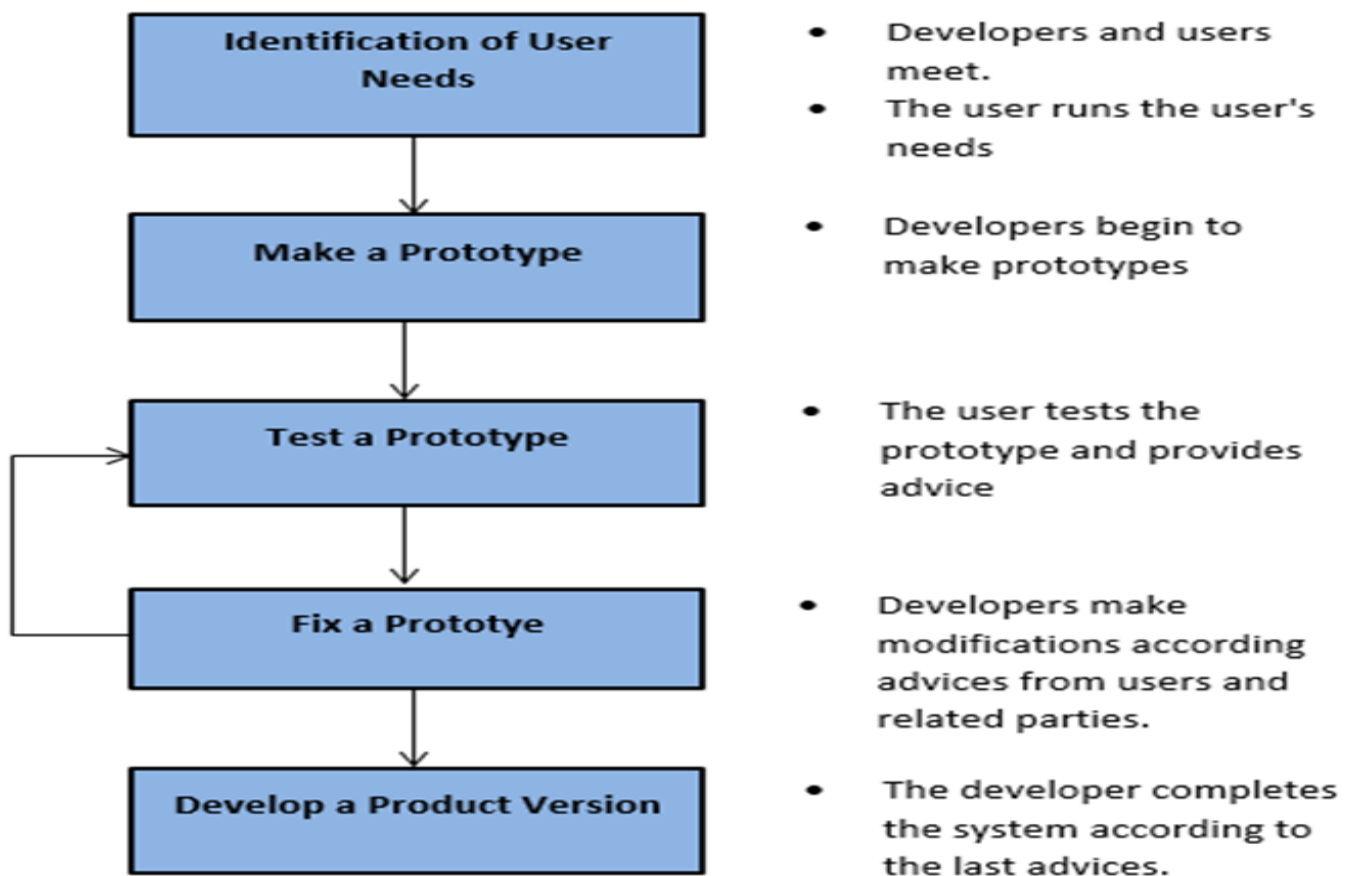 Identification of User
Needs
• Developers and users
meet.
• The user runs the user's
needs
Make a Prototype
• Developers begin to
make prototypes
Test a Prototype
• The user tests the
prototype and provides
advice
Fix a Prototye
• Developers make
modifications according
advices from users and
related parties.
Develop a Product Version
• The developer completes
the system according to
the last advices.